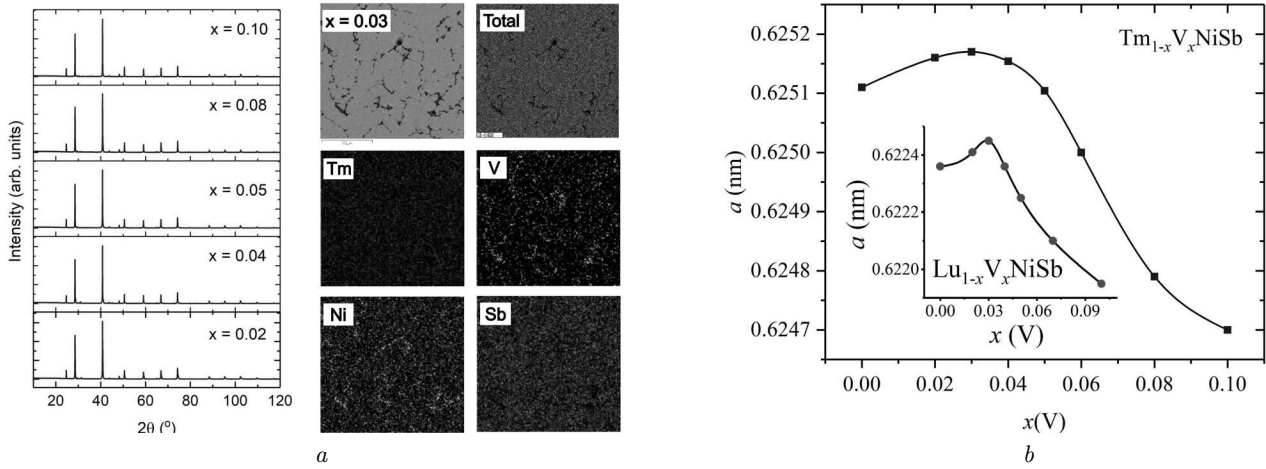 x = 0.10
x = 0.08
x = 0.05
x = 0.04
x = 0.02
Intensity (arb. units)
20 40 60 80 100 120
2θ (º)
x = 0.03
Total
Tm
V
Ni
Sb
a
Tm₁₋ₓVₓNiSb
0.6252
0.6251
0.6250
0.6249
0.6248
0.6247
a (nm)
0.00 0.02 0.04 0.06 0.08 0.10
x(V)
0.6224
0.6222
0.6220
a (nm)
Lu₁₋ₓVₓNiSb
0.00 0.03 0.06 0.09
x (V)
b